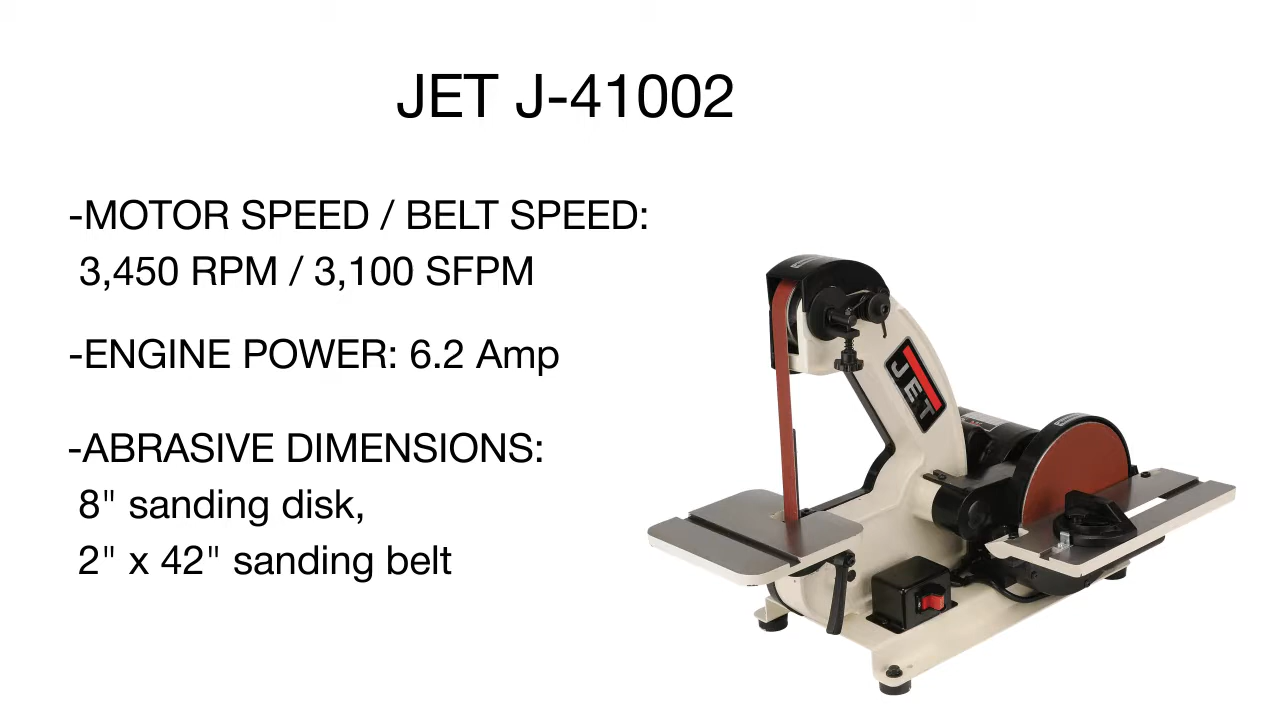 JET J-41002
-MOTOR SPEED / BELT SPEED:
3,450 RPM / 3,100 SFPM
-ENGINE POWER: 6.2 Amp
-ABRASIVE DIMENSIONS:
8" sanding disk,
2" x 42" sanding belt
JET